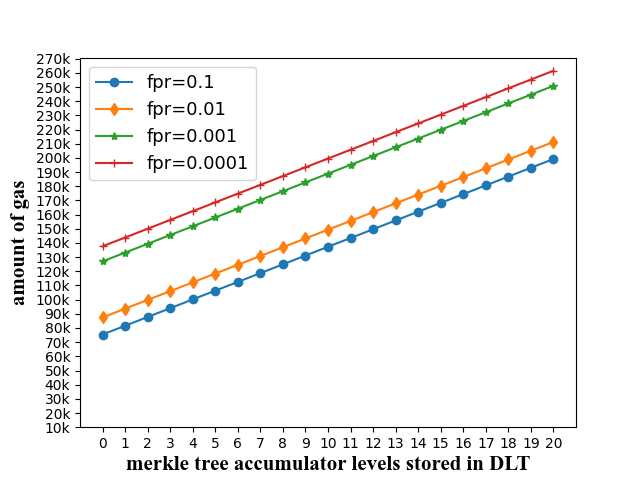 270k
260k
250k
240k
230k
220k
210k
200k
190k
180k
170k
160k
150k
140k
130k
120k
110k
100k
90k
80k
70k
60k
50k
40k
30k
20k
10k
amount of gas
fpr=0.1
fpr=0.01
fpr=0.001
fpr=0.0001
0 1 2 3 4 5 6 7 8 9 10 11 12 13 14 15 16 17 18 19 20
merkle tree accumulator levels stored in DLT